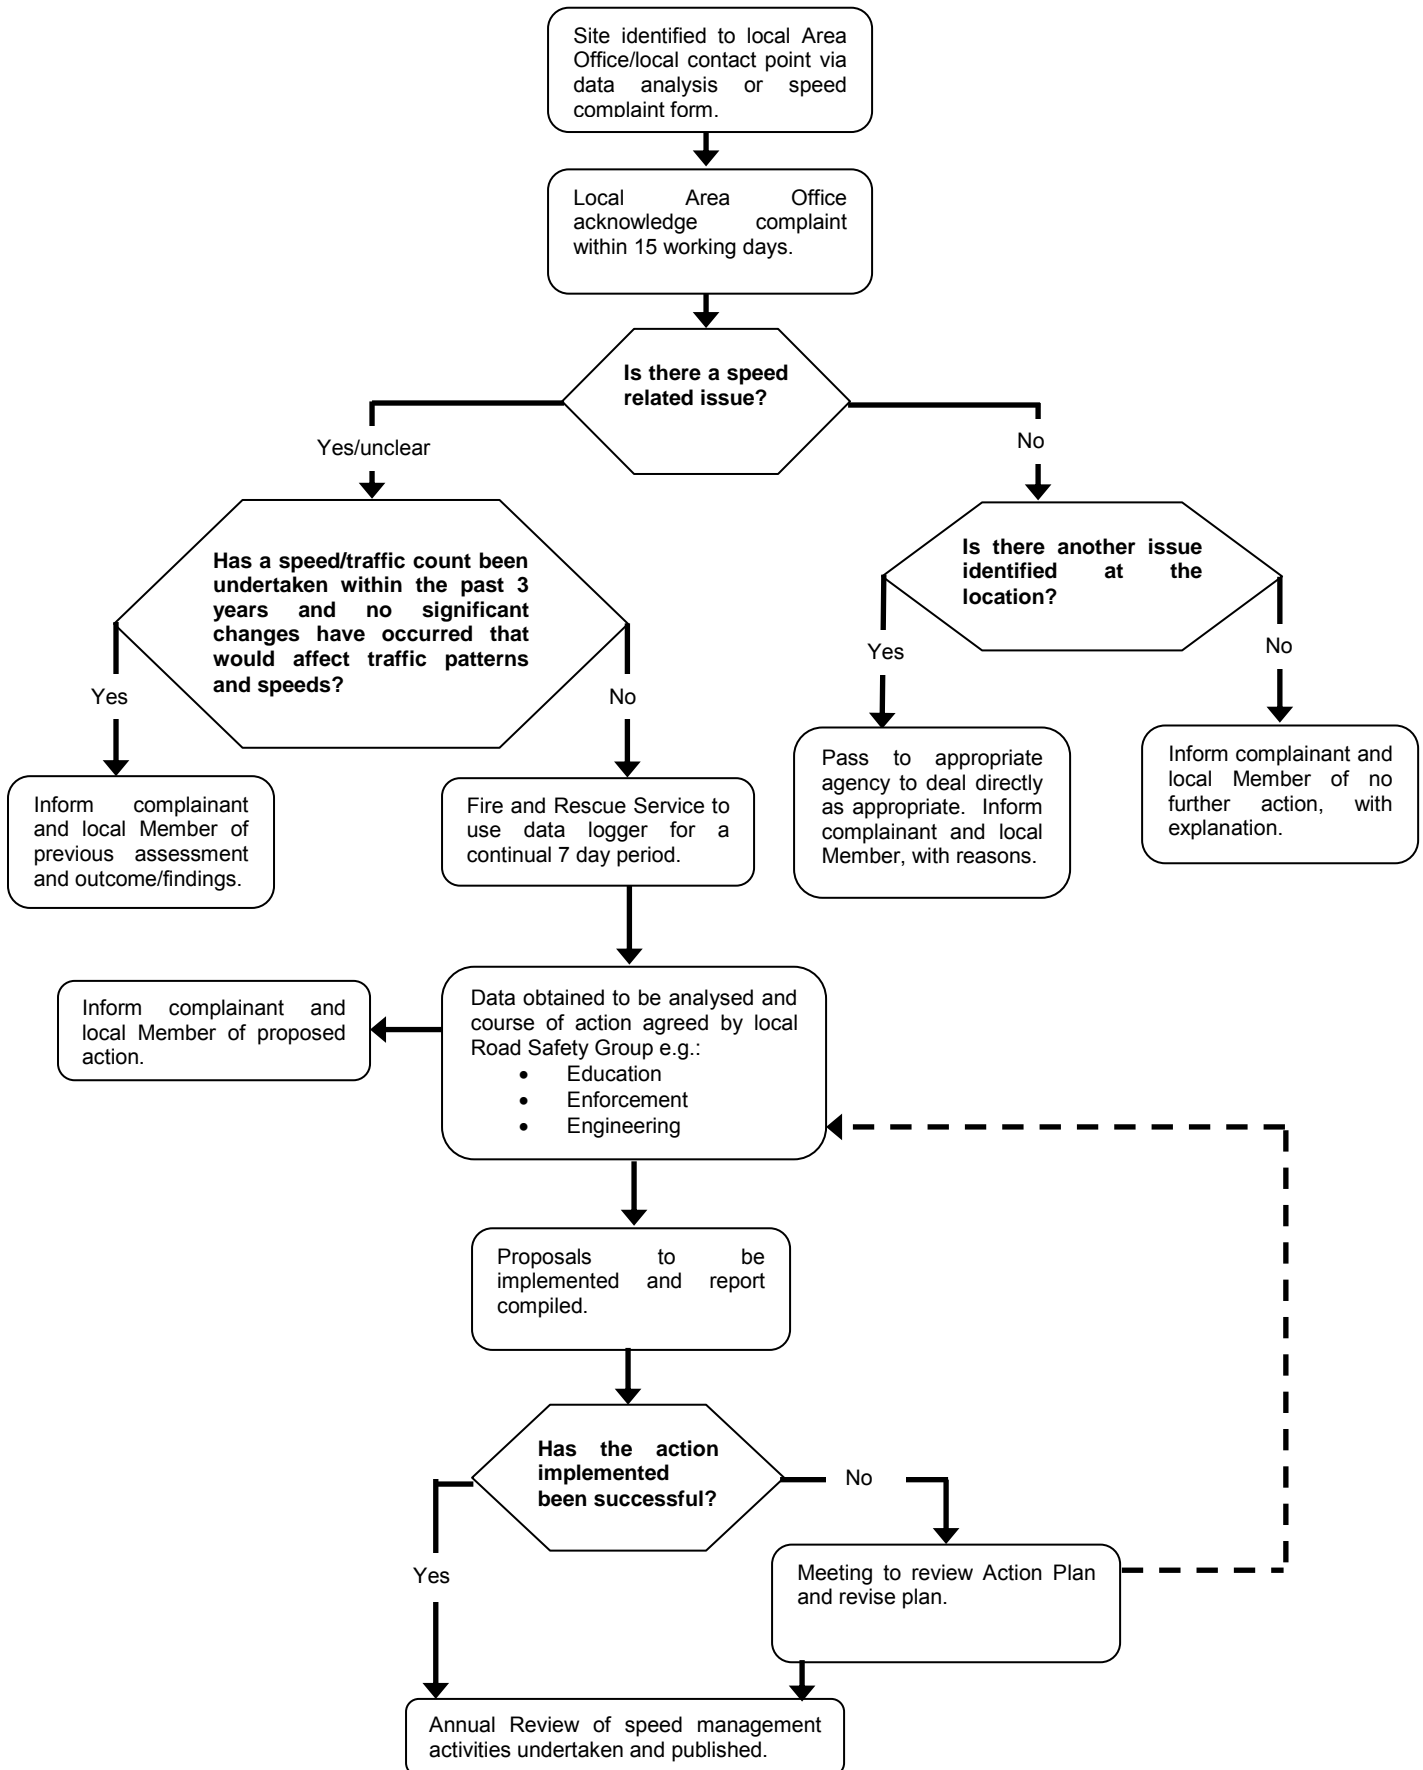 Site identified to local Area
Office/local contact point via
data analysis or speed
complaint form.
Local Area Office
acknowledge complaint
within 15 working days.
Is there a speed
related issue?
Yes/unclear
No
Has a speed/traffic count been
undertaken within the past 3
years and no significant
changes have occurred that
would affect traffic patterns
and speeds?
Is there another issue
identified at the
location?
Yes
No
Yes
No
Inform complainant
and local Member of
previous assessment
and outcome/findings.
Fire and Rescue Service to
use data logger for a
continual 7 day period.
Pass to appropriate
agency to deal directly
as appropriate. Inform
complainant and local
Member, with reasons.
Inform complainant and
local Member of no
further action, with
explanation.
Inform complainant and
local Member of proposed
action.
Data obtained to be analysed and
course of action agreed by local
Road Safety Group e.g.:
• Education
• Enforcement
• Engineering
Proposals to be
implemented and report
compiled.
Has the action
implemented
been successful?
No
Yes
Meeting to review Action Plan
and revise plan.
Annual Review of speed management
activities undertaken and published.